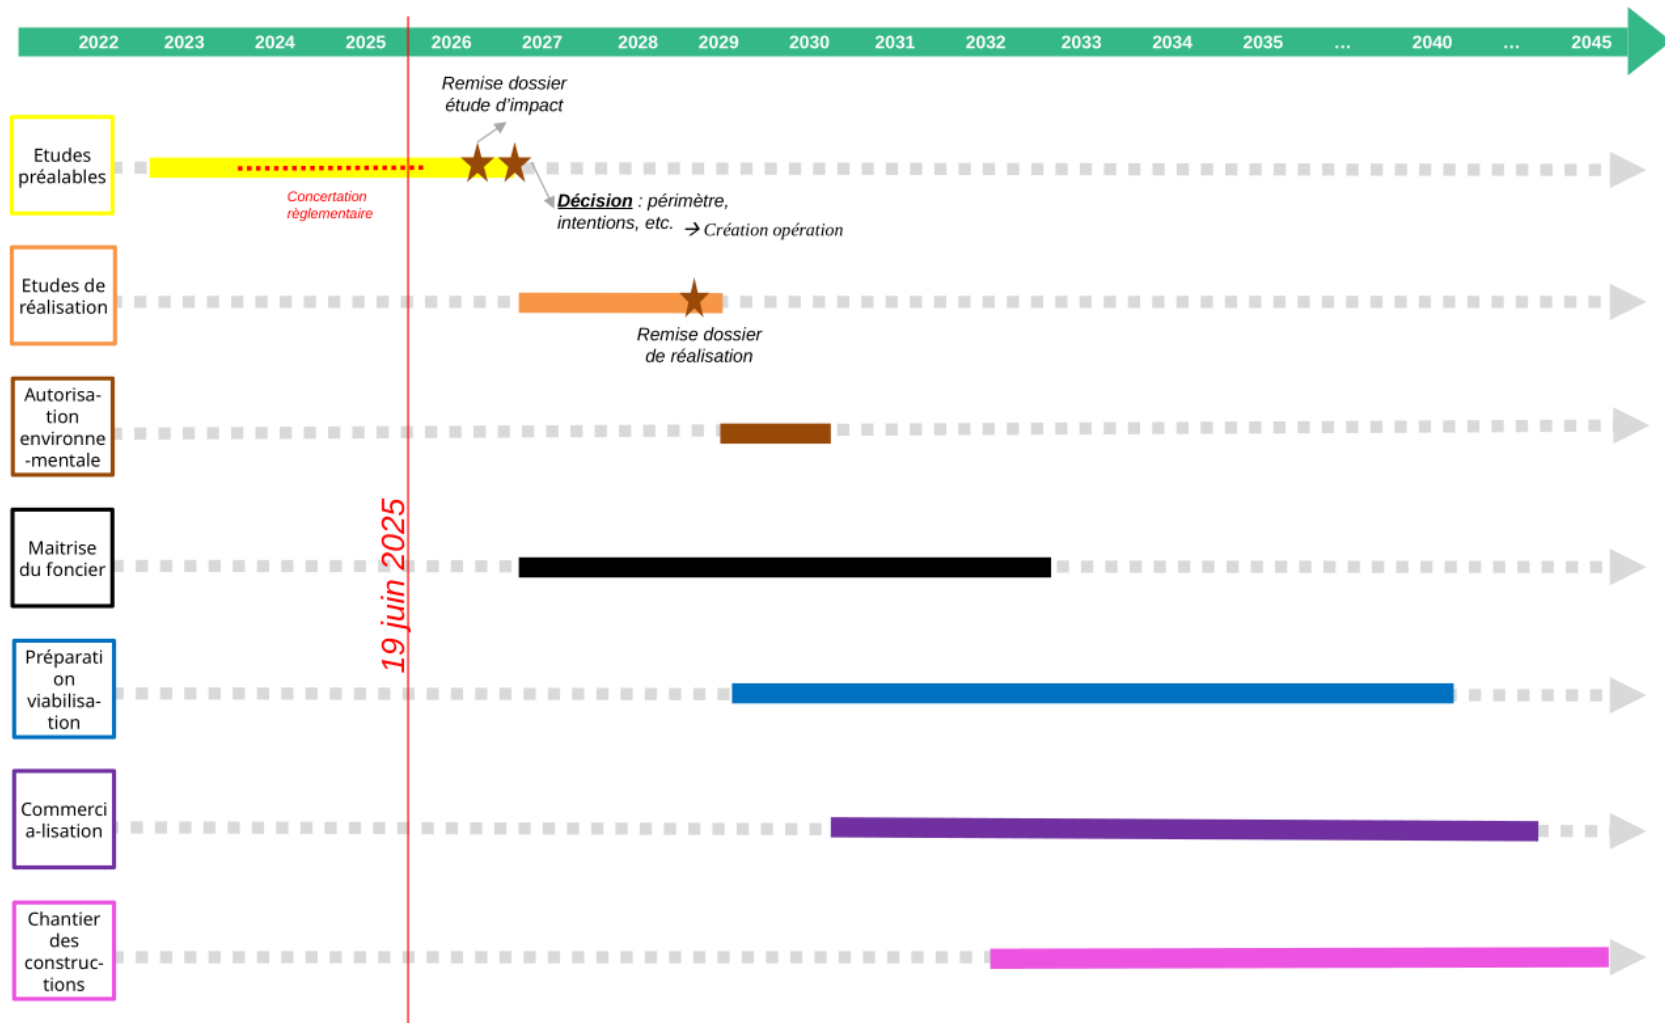 2022 2023 2024 2025 2026 2027 2028 2029 2030 2031 2032 2033 2034 2035 ... 2040 ... 2045
Remise dossier
étude d'impact
Etudes
préalables
Concertation
règlementaire
Décision : périmètre,
intentions, etc. → Création opération
Etudes de
réalisation
Remise dossier
de réalisation
Autorisa-
tion
environne
-mentale
19 juin 2025
Maitrise
du foncier
Préparati
on
viabilisa-
tion
Commerci
a-lisation
Chantier
des
construc-
tions